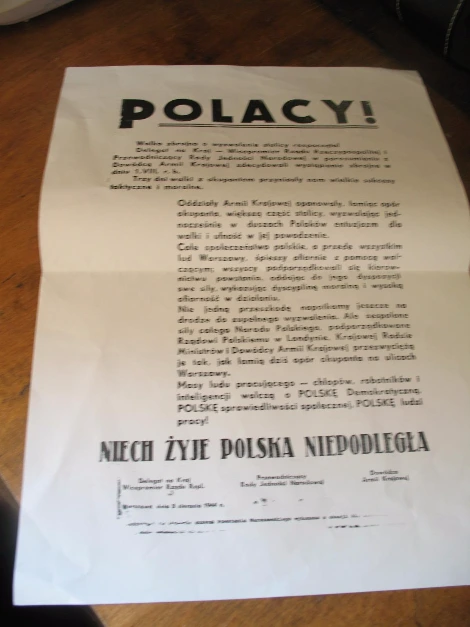 POLACY!
Walka zbrojna o wyzwolenie stolicy rozpoczęta!
Delegat na Kraj — Wicepremier Rządu Rzeczypospolitej i
Przewodniczący Rady Jedności Narodowej w porozumieniu z
Dowódcą Armii Krajowej zdecydowali wystąpienie zbrojne w
dniu 1.VIII. r. b.
Trzy dni walki z okupantem przyniosły nam wielkie sukcesy
faktyczne i moralne.
Oddziały Armii Krajowej opanowały, łamiąc opór
okupanta, większą część stolicy, wyzwalając jed-
nocześnie w duszach Polaków entuzjazm dla
walki i ufność w jej powodzenie.
Całe społeczeństwo polskie, a przede wszystkim
lud Warszawy, śpieszy ofiarnie z pomocą wal-
czącym; wszyscy podporządkowali się kierow-
nictwu powstania, oddając do jego dyspozycji
swe siły, wykazując dyscyplinę moralną i wysoką
ofiarność w działaniu.
Nie jedną przeszkodę napotkamy jeszcze na
drodze do zupełnego wyzwolenia. Ale zespolone
siły całego Narodu Polskiego, podporządkowane
Rządowi Polskiemu w Londynie, Krajowej Radzie
Ministrów i Dowódcy Armii Krajowej przezwyciężą
je tak, jak łamią dziś opór okupanta na ulicach
Warszawy.
Masy ludu pracującego — chłopów, robotników i
inteligencji walczą o POLSKĘ Demokratyczną,
POLSKĘ sprawiedliwości społecznej, POLSKĘ ludzi
pracy!
NIECH ŻYJE POLSKA NIEPODLEGŁA
Delegat na Kraj
Wicepremier Rządu Rzpl.
Przewodniczący
Rady Jedności Narodowej
Dowódca
Armii Krajowej
Warszawa, dnia 3 sierpnia 1944 r.